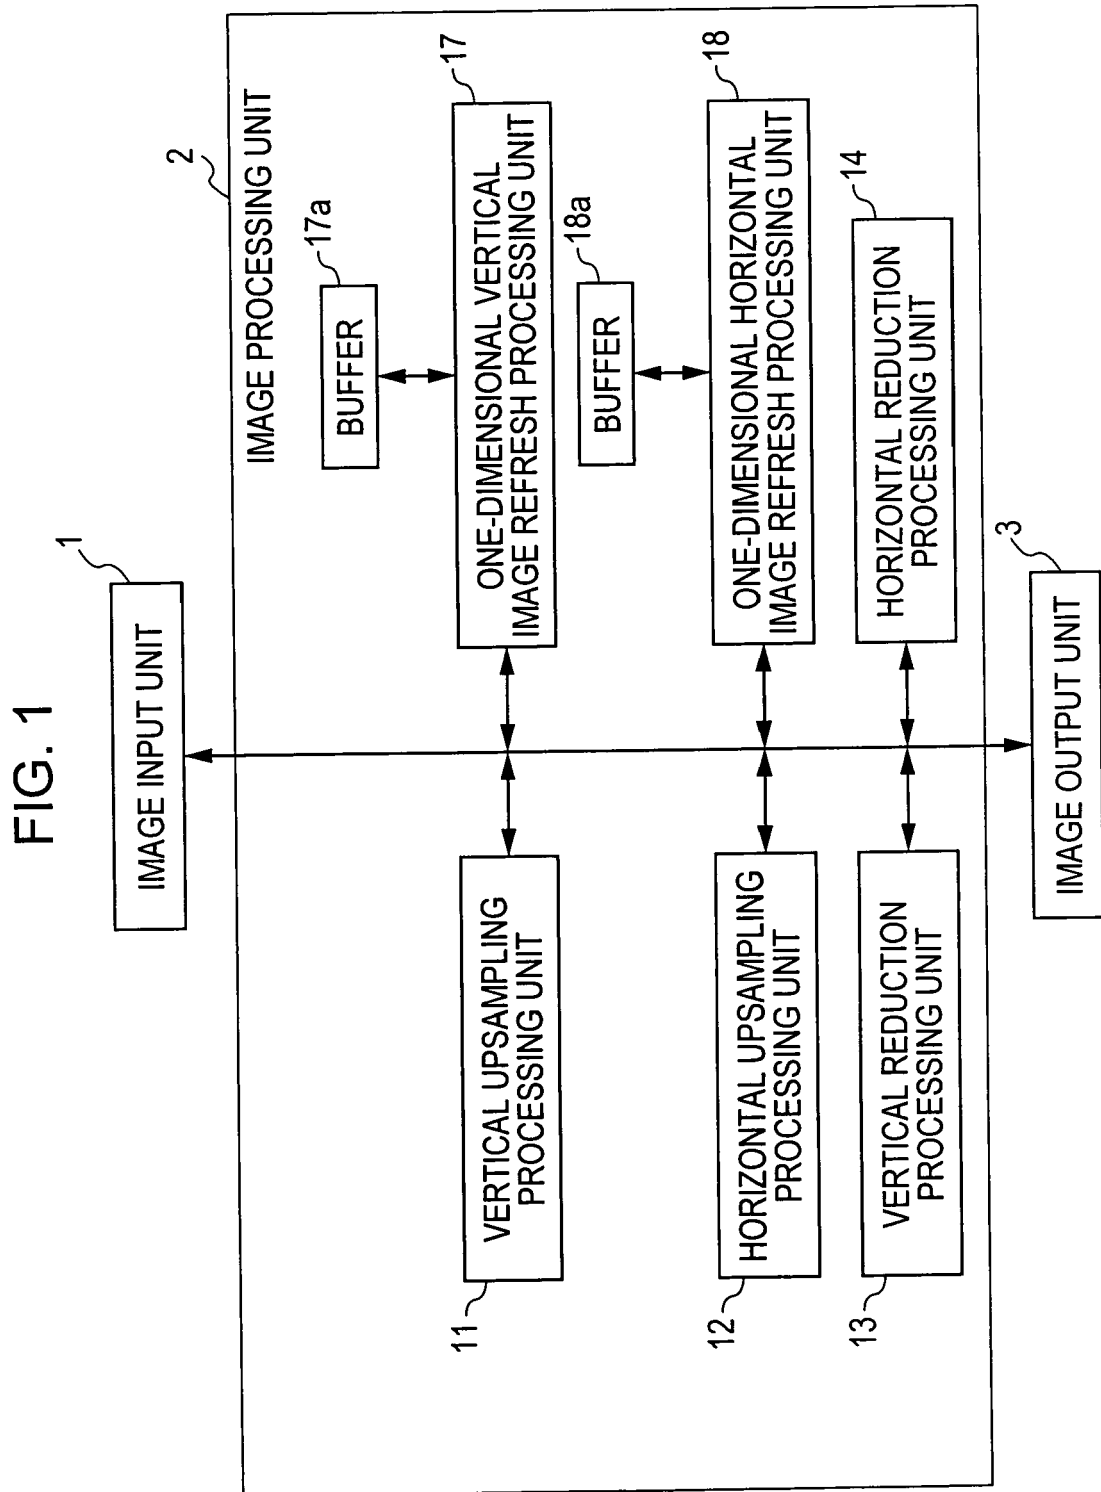 FIG. 1
1
IMAGE INPUT UNIT
2
IMAGE PROCESSING UNIT
17a
BUFFER
17
ONE-DIMENSIONAL VERTICAL
IMAGE REFRESH PROCESSING UNIT
11
VERTICAL UPSAMPLING
PROCESSING UNIT
18a
BUFFER
18
ONE-DIMENSIONAL HORIZONTAL
IMAGE REFRESH PROCESSING UNIT
12
HORIZONTAL UPSAMPLING
PROCESSING UNIT
14
HORIZONTAL REDUCTION
PROCESSING UNIT
13
VERTICAL REDUCTION
PROCESSING UNIT
3
IMAGE OUTPUT UNIT